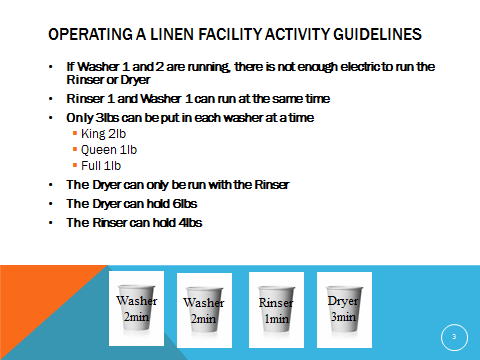 OPERATING A LINEN FACILITY ACTIVITY GUIDELINES
• If Washer 1 and 2 are running, there is not enough electric to run the
Rinser or Dryer
• Rinser 1 and Washer 1 can run at the same time
• Only 3lbs can be put in each washer at a time
▪ King 2lb
▪ Queen 1lb
▪ Full 1lb
• The Dryer can only be run with the Rinser
• The Dryer can hold 6lbs
• The Rinser can hold 4lbs
Washer
2min
Washer
2min
Rinser
1min
Dryer
3min
3